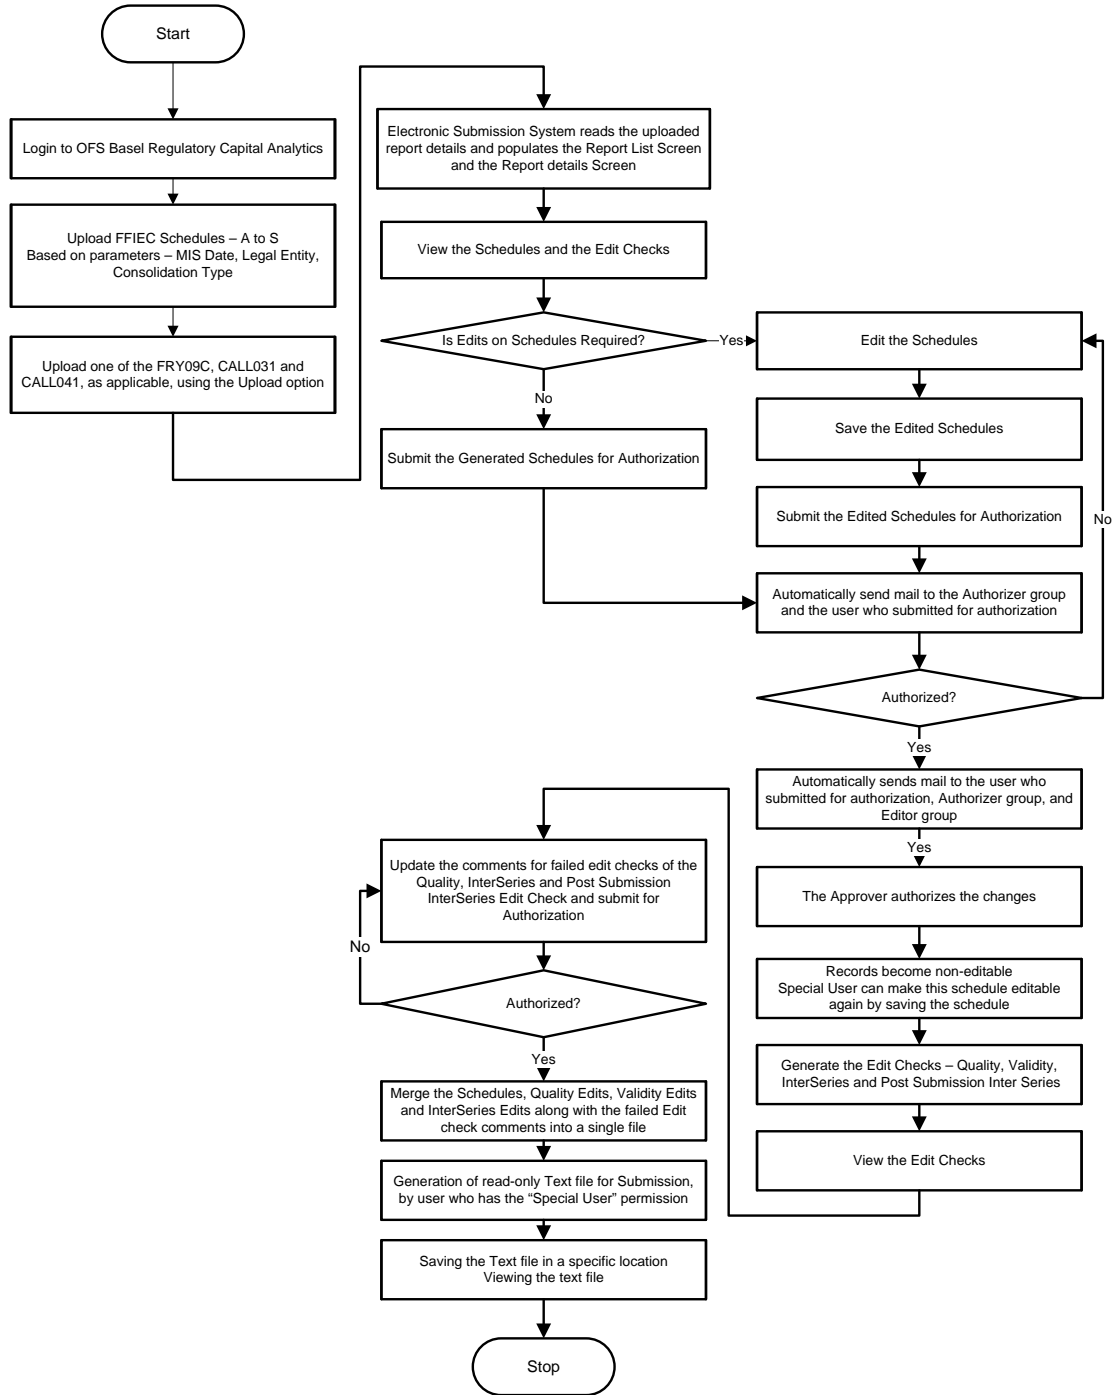 Start
Login to OFS Basel Regulatory Capital Analytics
Upload FFIEC Schedules – A to S
Based on parameters – MIS Date, Legal Entity,
Consolidation Type
Upload one of the FRY09C, CALL031 and
CALL041, as applicable, using the Upload option
Electronic Submission System reads the uploaded
report details and populates the Report List Screen
and the Report details Screen
View the Schedules and the Edit Checks
Is Edits on Schedules Required?
Yes
No
Submit the Generated Schedules for Authorization
Edit the Schedules
Save the Edited Schedules
Submit the Edited Schedules for Authorization
No
Automatically send mail to the Authorizer group
and the user who submitted for authorization
Authorized?
Yes
Automatically sends mail to the user who
submitted for authorization, Authorizer group, and
Editor group
Yes
The Approver authorizes the changes
Records become non-editable
Special User can make this schedule editable
again by saving the schedule
Generate the Edit Checks – Quality, Validity,
InterSeries and Post Submission Inter Series
View the Edit Checks
Update the comments for failed edit checks of the
Quality, InterSeries and Post Submission
InterSeries Edit Check and submit for
Authorization
No
Authorized?
Yes
Merge the Schedules, Quality Edits, Validity Edits
and InterSeries Edits along with the failed Edit
check comments into a single file
Generation of read-only Text file for Submission,
by user who has the “Special User” permission
Saving the Text file in a specific location
Viewing the text file
Stop